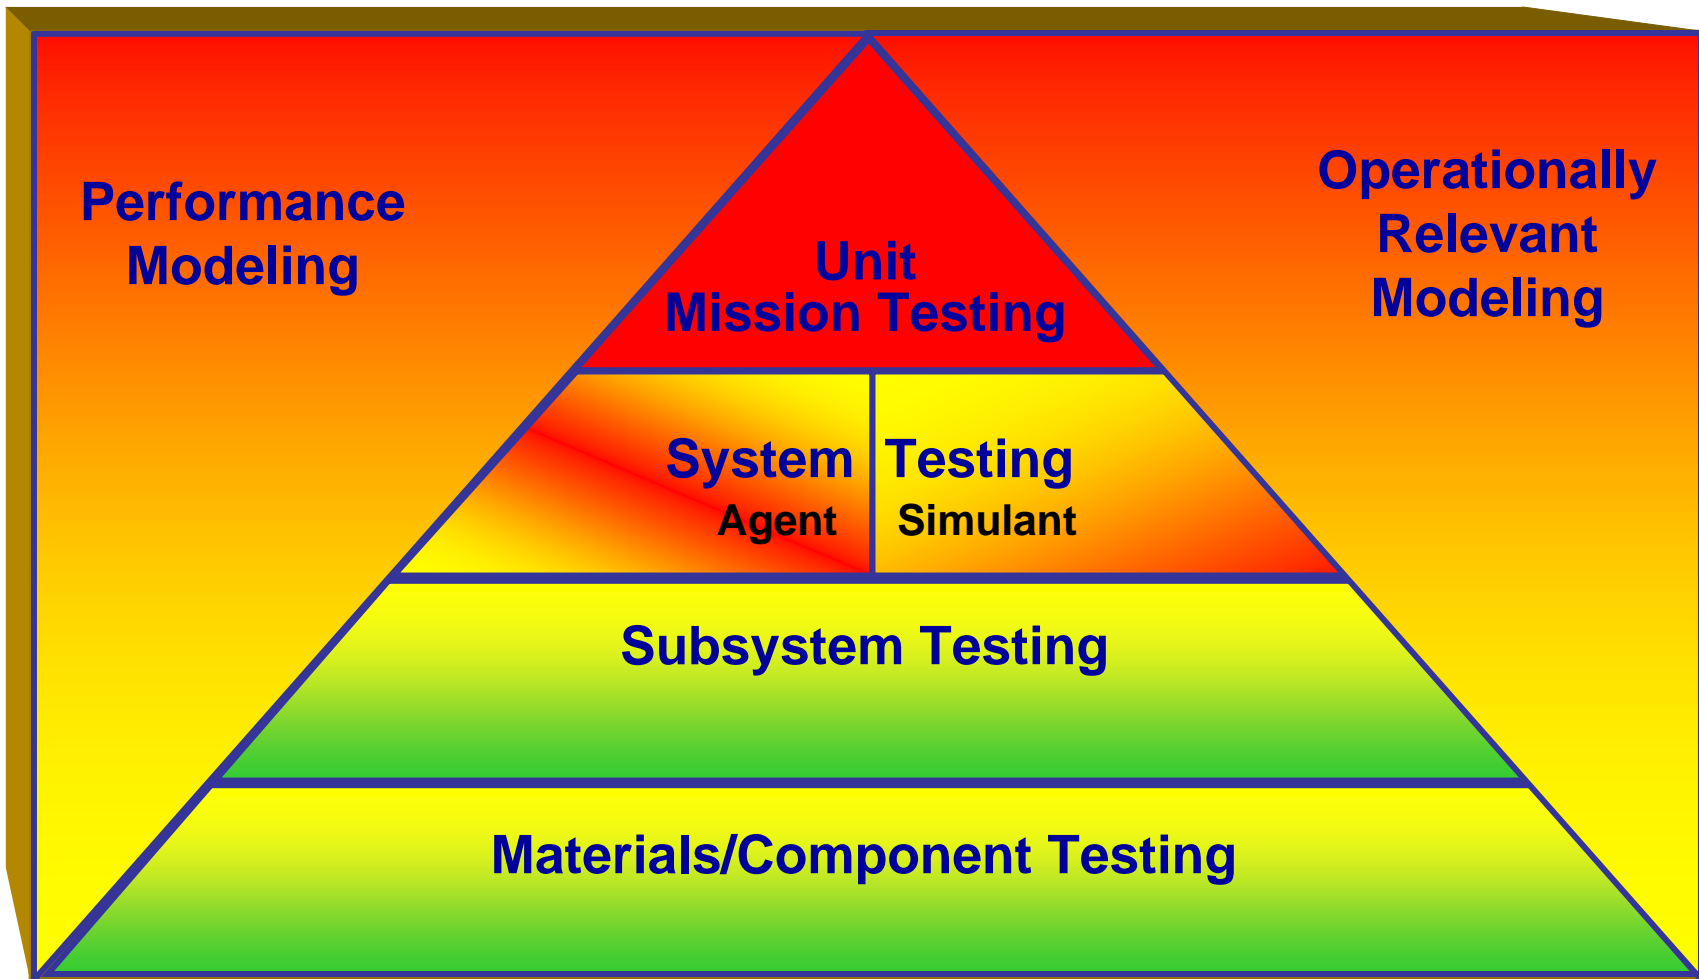 Performance
Modeling
Operationally
Relevant
Modeling
Unit
Mission Testing
System Testing
Agent Simulant
Subsystem Testing
Materials/Component Testing